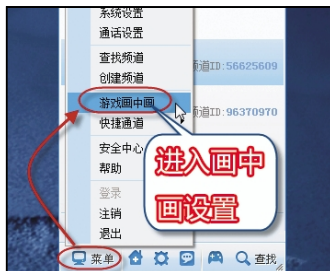 系统设置
通话设置
查找频道
频道ID:56625609
创建频道
游戏画中画
频道ID:96370970
快捷通道
安全中心
帮助
进入画中
画设置
登录
注销
退出
菜单
查找